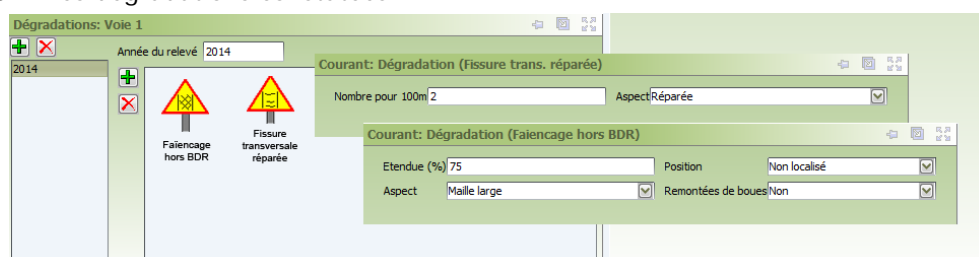 Dégradations: Voie 1
Année du relevé 2014
2014
Faïencage
hors BDR
Fissure
transversale
réparée
Courant: Dégradation (Fissure trans. réparée)
Nombre pour 100m 2
Aspect Réparée
Courant: Dégradation (Faïencage hors BDR)
Etendue (%) 75
Position Non localisé
Aspect Maille large
Remontées de boues Non